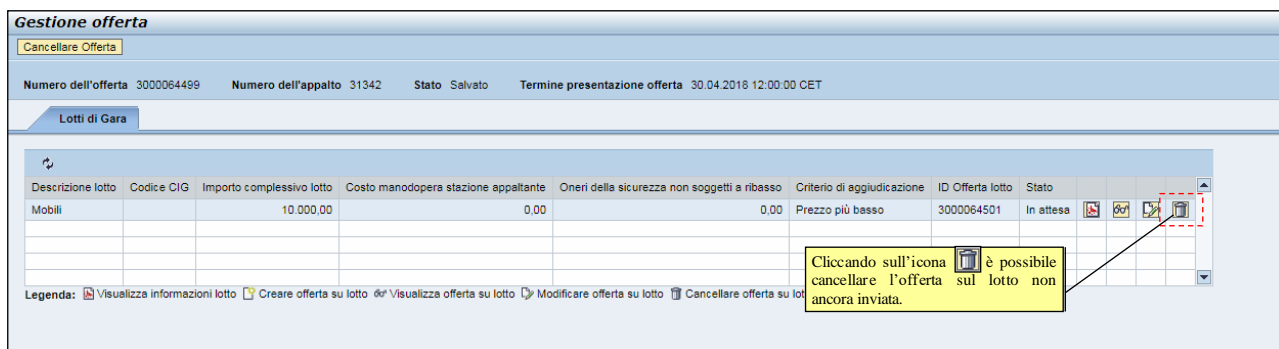 Gestione offerta
Cancellare Offerta
Numero dell'offerta 3000064499 Numero dell'appalto 31342 Stato Salvato Termine presentazione offerta 30.04.2018 12:00:00 CET
Lotti di Gara
Descrizione lotto Codice CIG Importo complessivo lotto Costo manodopera stazione appaltante Oneri della sicurezza non soggetti a ribasso Criterio di aggiudicazione ID Offerta lotto Stato
Mobili 10.000,00 0,00 0,00 Prezzo più basso 3000064501 In attesa
Cliccando sull'icona è possibile
cancellare l'offerta sul lotto non
ancora inviata.
Legenda: Visualizza informazioni lotto Creare offerta su lotto Visualizza offerta su lotto Modificare offerta su lotto Cancellare offerta su lot